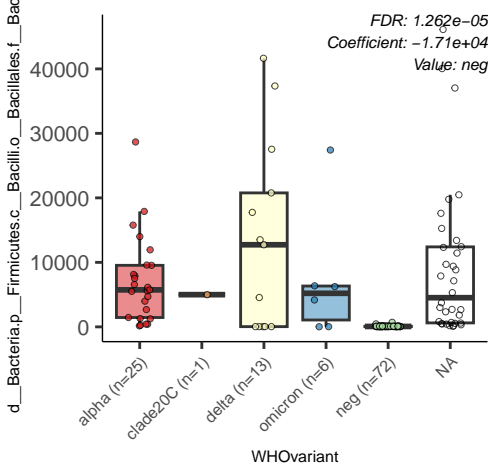 FDR: 1.262e−05
Coefficient: −1.71e+04
Value: neg
d__Bacteria.p__Firmicutes.c__Bacilli.o__Bacillales.f__Bac
40000
30000
20000
10000
0
alpha (n=25)
clade20C (n=1)
delta (n=13)
omicron (n=6)
neg (n=72)
NA
WHOvariant